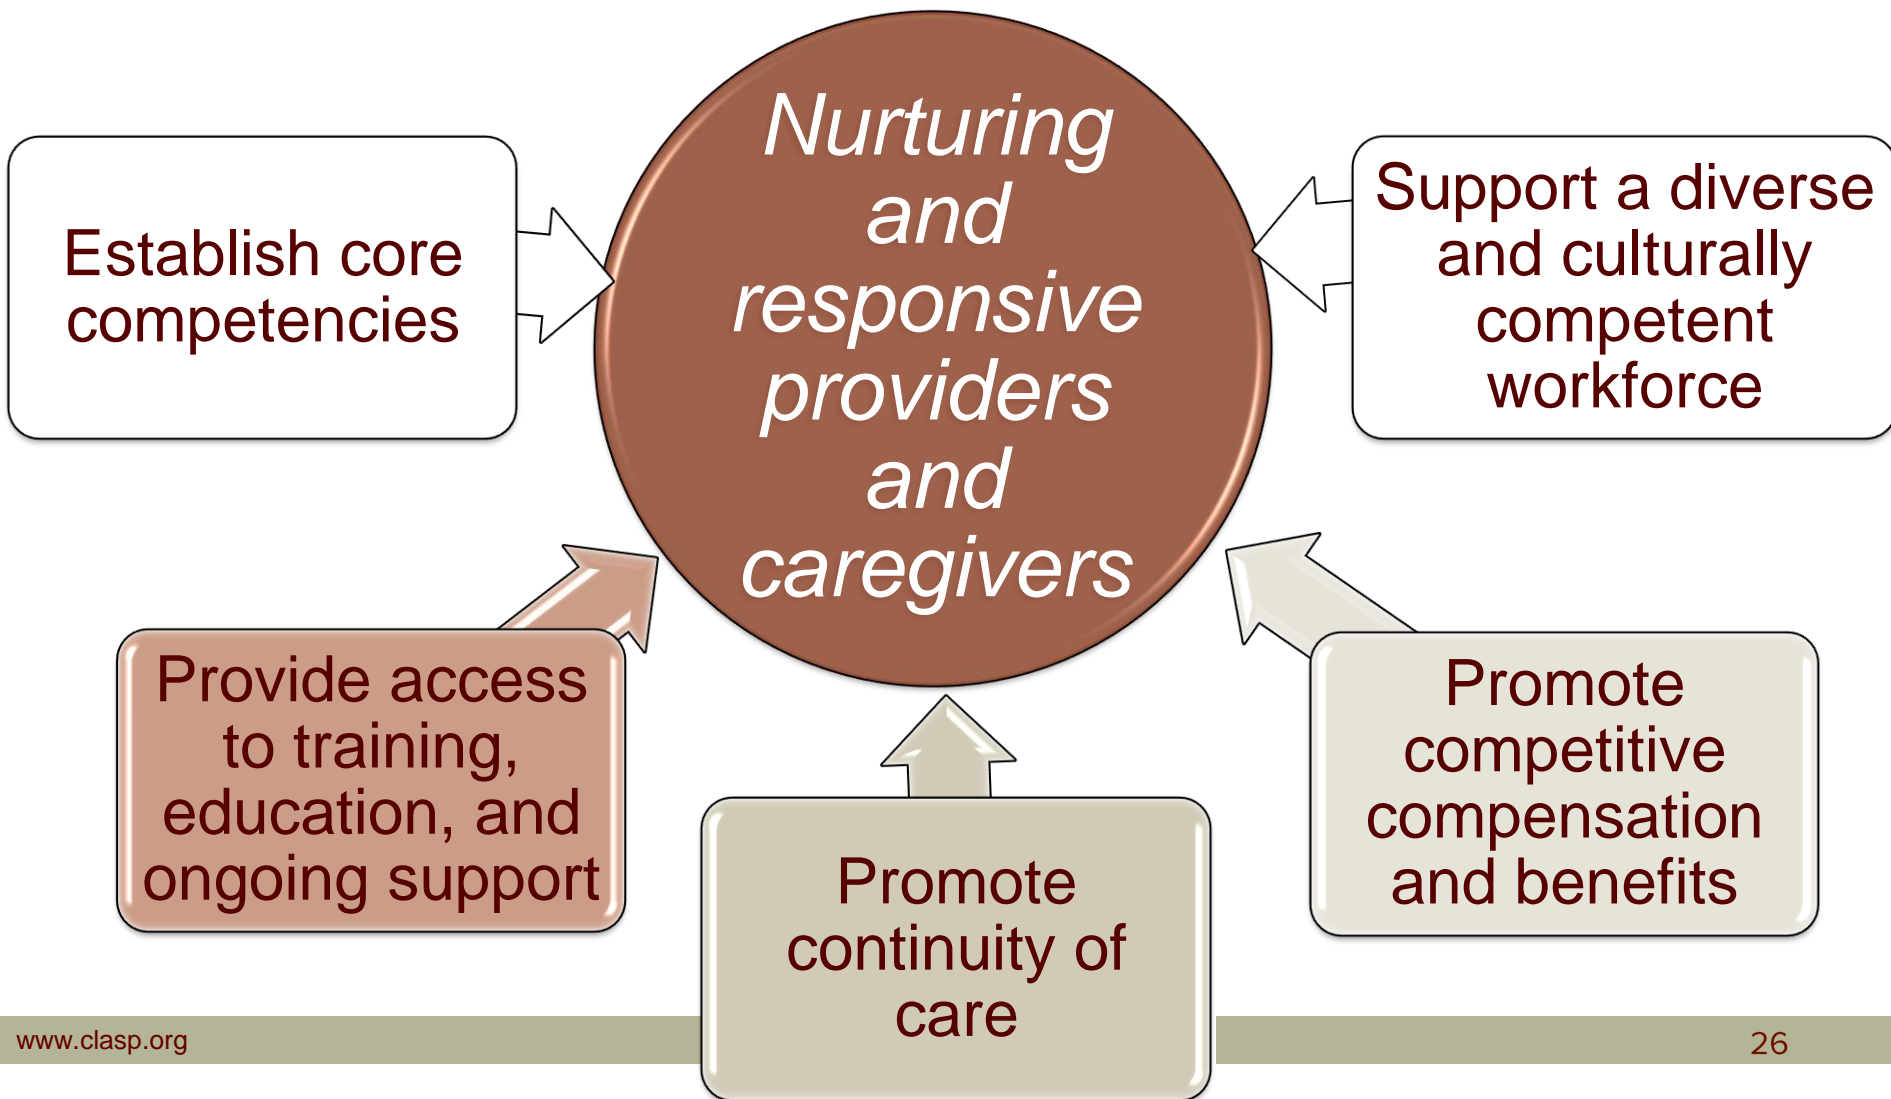 Nurturing
and
responsive
providers
and
caregivers
Establish core
competencies
Support a diverse
and culturally
competent
workforce
Provide access
to training,
education, and
ongoing support
Promote
continuity of
care
Promote
competitive
compensation
and benefits
www.clasp.org
26